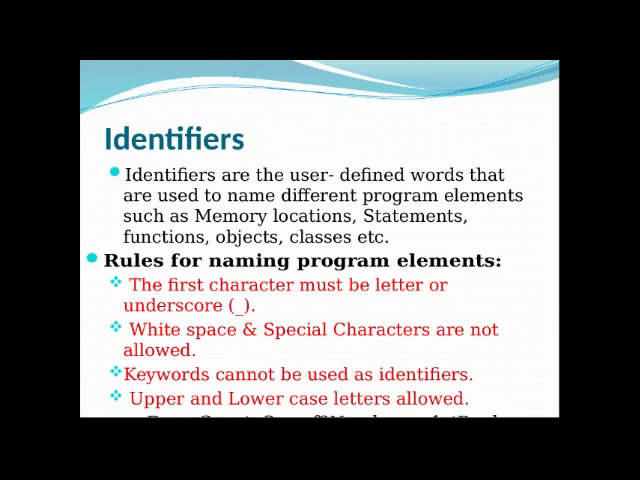 Identifiers
Identifiers are the user- defined words that
are used to name different program elements
such as Memory locations, Statements,
functions, objects, classes etc.
Rules for naming program elements:
The first character must be letter or
underscore (_).
White space & Special Characters are not
allowed.
Keywords cannot be used as identifiers.
Upper and Lower case letters allowed.